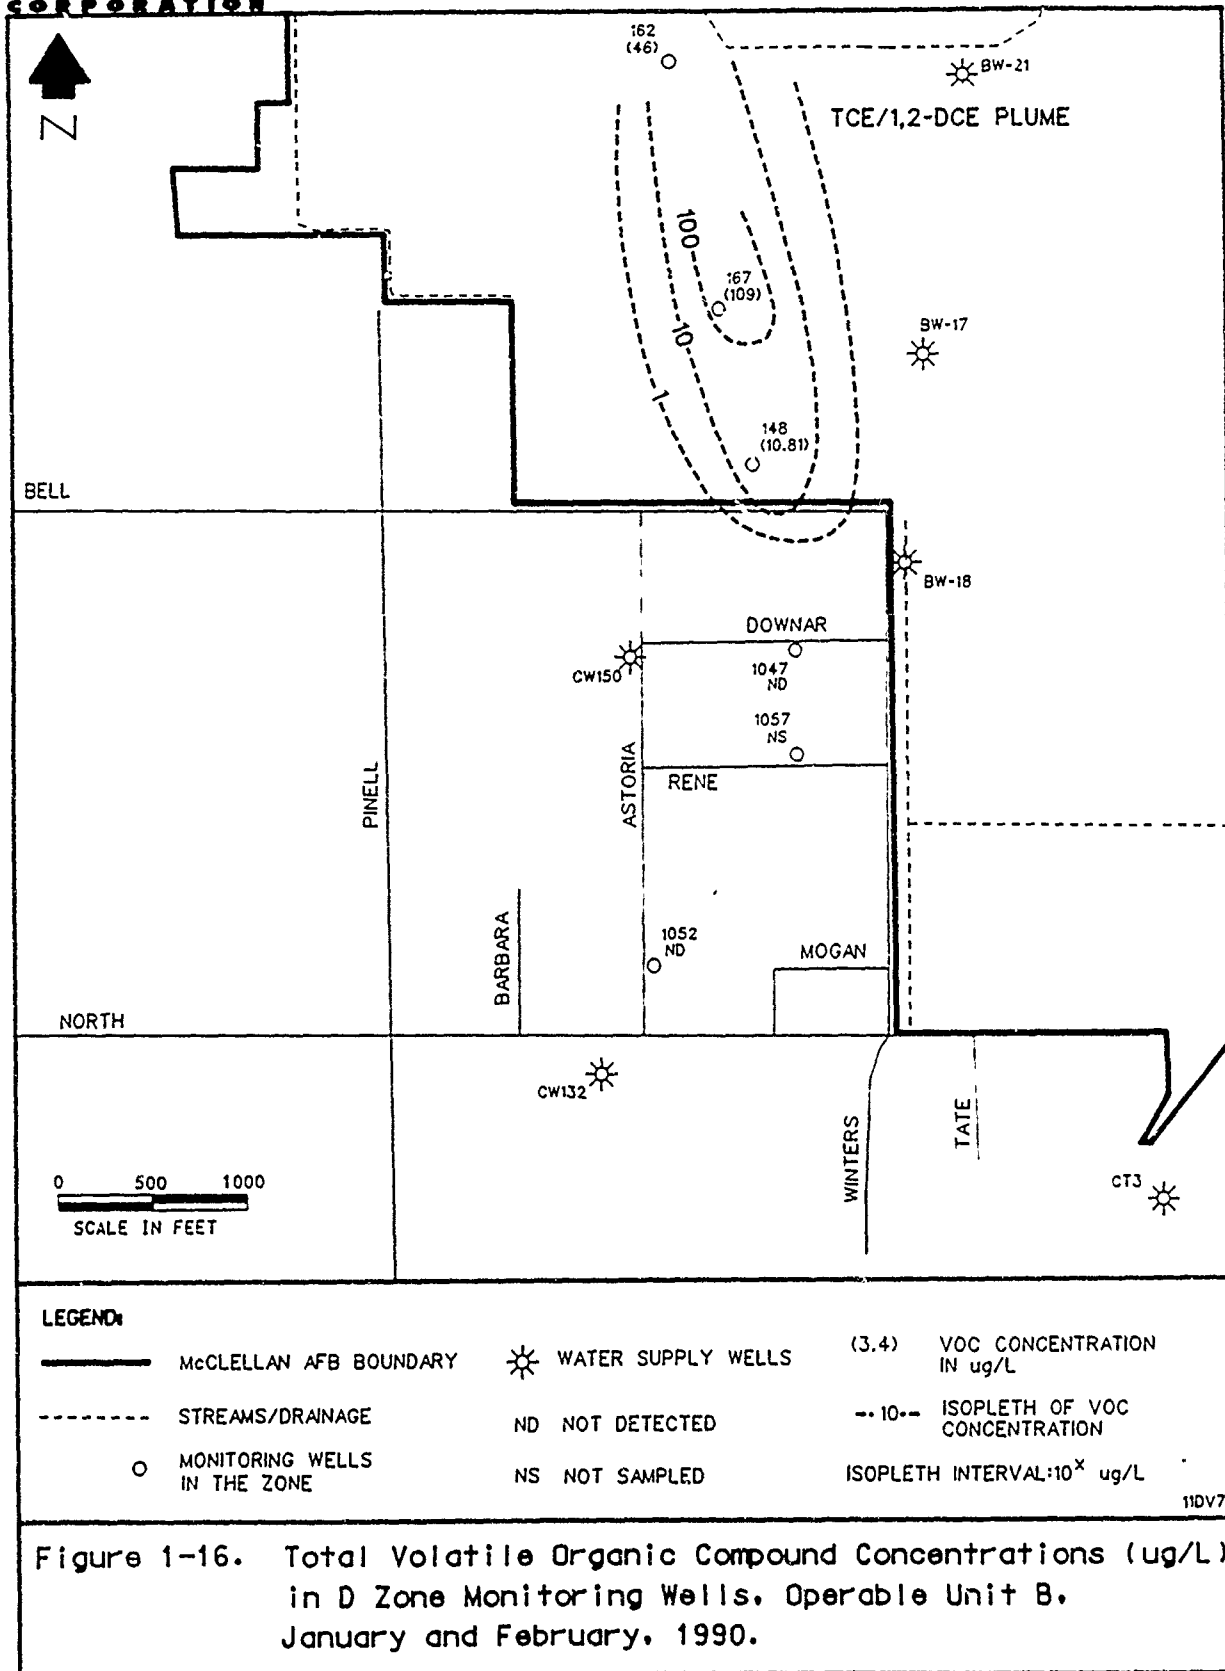 CORPORATION
N
162
(46)
BW-21
TCE/1,2-DCE PLUME
100
167
(109)
10
BW-17
1
148
(10.81)
BELL
BW-18
DOWNAR
CW150
1047
ND
1057
NS
ASTORIA
RENE
PINELL
BARBARA
1052
ND
MOGAN
NORTH
CW132
WINTERS
TATE
CT3
0 500 1000
SCALE IN FEET
LEGEND:
McCLELLAN AFB BOUNDARY
STREAMS/DRAINAGE
MONITORING WELLS
IN THE ZONE
WATER SUPPLY WELLS
ND NOT DETECTED
NS NOT SAMPLED
(3.4) VOC CONCENTRATION
IN ug/L
10 ISOPLETH OF VOC
CONCENTRATION
ISOPLETH INTERVAL:10^x ug/L
11DV7
Figure 1-16. Total Volatile Organic Compound Concentrations (ug/L)
in D Zone Monitoring Wells, Operable Unit B,
January and February, 1990.